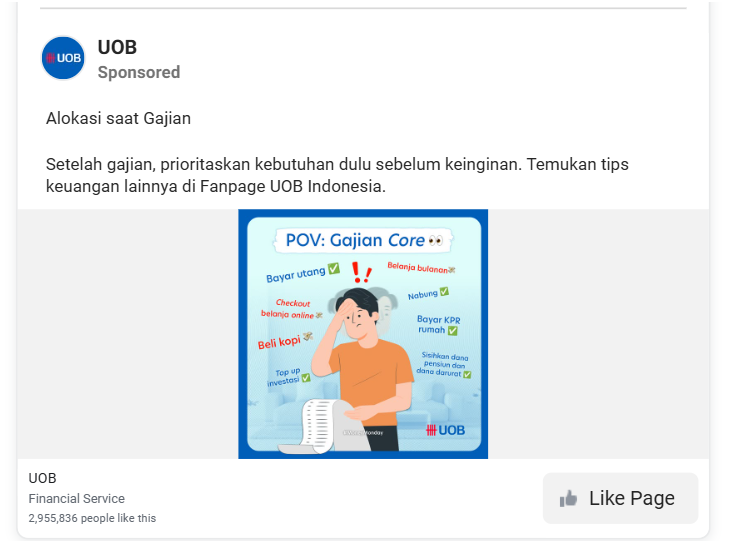 UOB
UOB
Sponsored
Alokasi saat Gajian
Setelah gajian, prioritaskan kebutuhan dulu sebelum keinginan. Temukan tips
keuangan lainnya di Fanpage UOB Indonesia.
POV: Gajian Core 👀
Bayar utang ✅
!!
Belanja bulanan 💸
Checkout
belanja online 💸
Nabung ✅
Beli kopi 💸
Bayar KPR
rumah ✅
Top up
investasi ✅
Sisihkan dana
pensiun dan
dana darurat ✅
UOB
UOB
Financial Service
2,955,836 people like this
Like Page